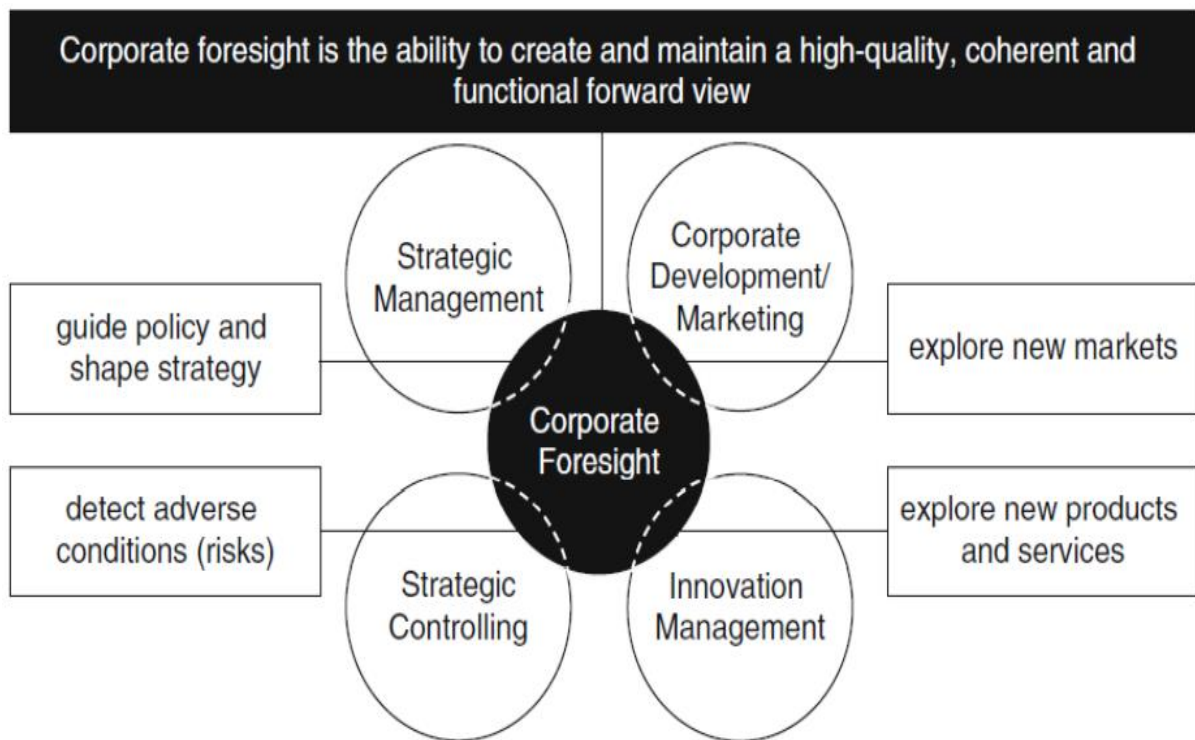 Corporate foresight is the ability to create and maintain a high-quality, coherent and
functional forward view
Strategic
Management
Corporate
Development/
Marketing
guide policy and
shape strategy
explore new markets
Corporate
Foresight
detect adverse
conditions (risks)
explore new products
and services
Strategic
Controlling
Innovation
Management